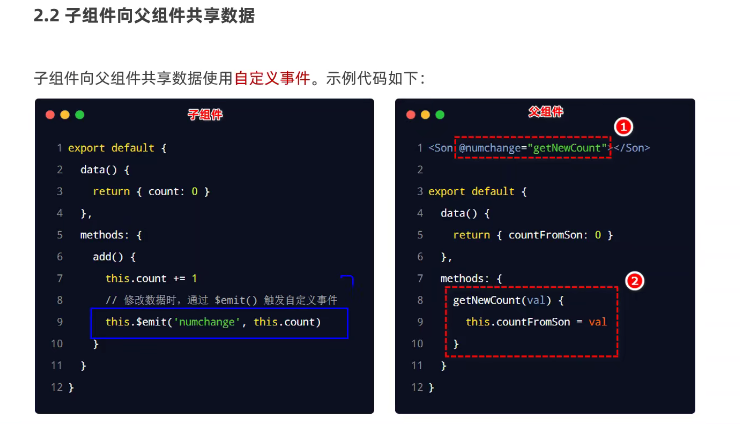 2.2 子组件向父组件共享数据
子组件向父组件共享数据使用自定义事件。示例代码如下：
子组件
1 export default {
2 data() {
3 return { count: 0 }
4 },
5 methods: {
6 add() {
7 this.count += 1
8 // 修改数据时，通过 $emit() 触发自定义事件
9 this.$emit('numchange', this.count)
10 }
11 }
12 }
父组件
1
1 <Son @numchange="getNewCount"></Son>
2
3 export default {
4 data() {
5 return { countFromSon: 0 }
6 },
7 methods: {
2
8 getNewCount(val) {
9 this.countFromSon = val
10 }
11 }
12 }